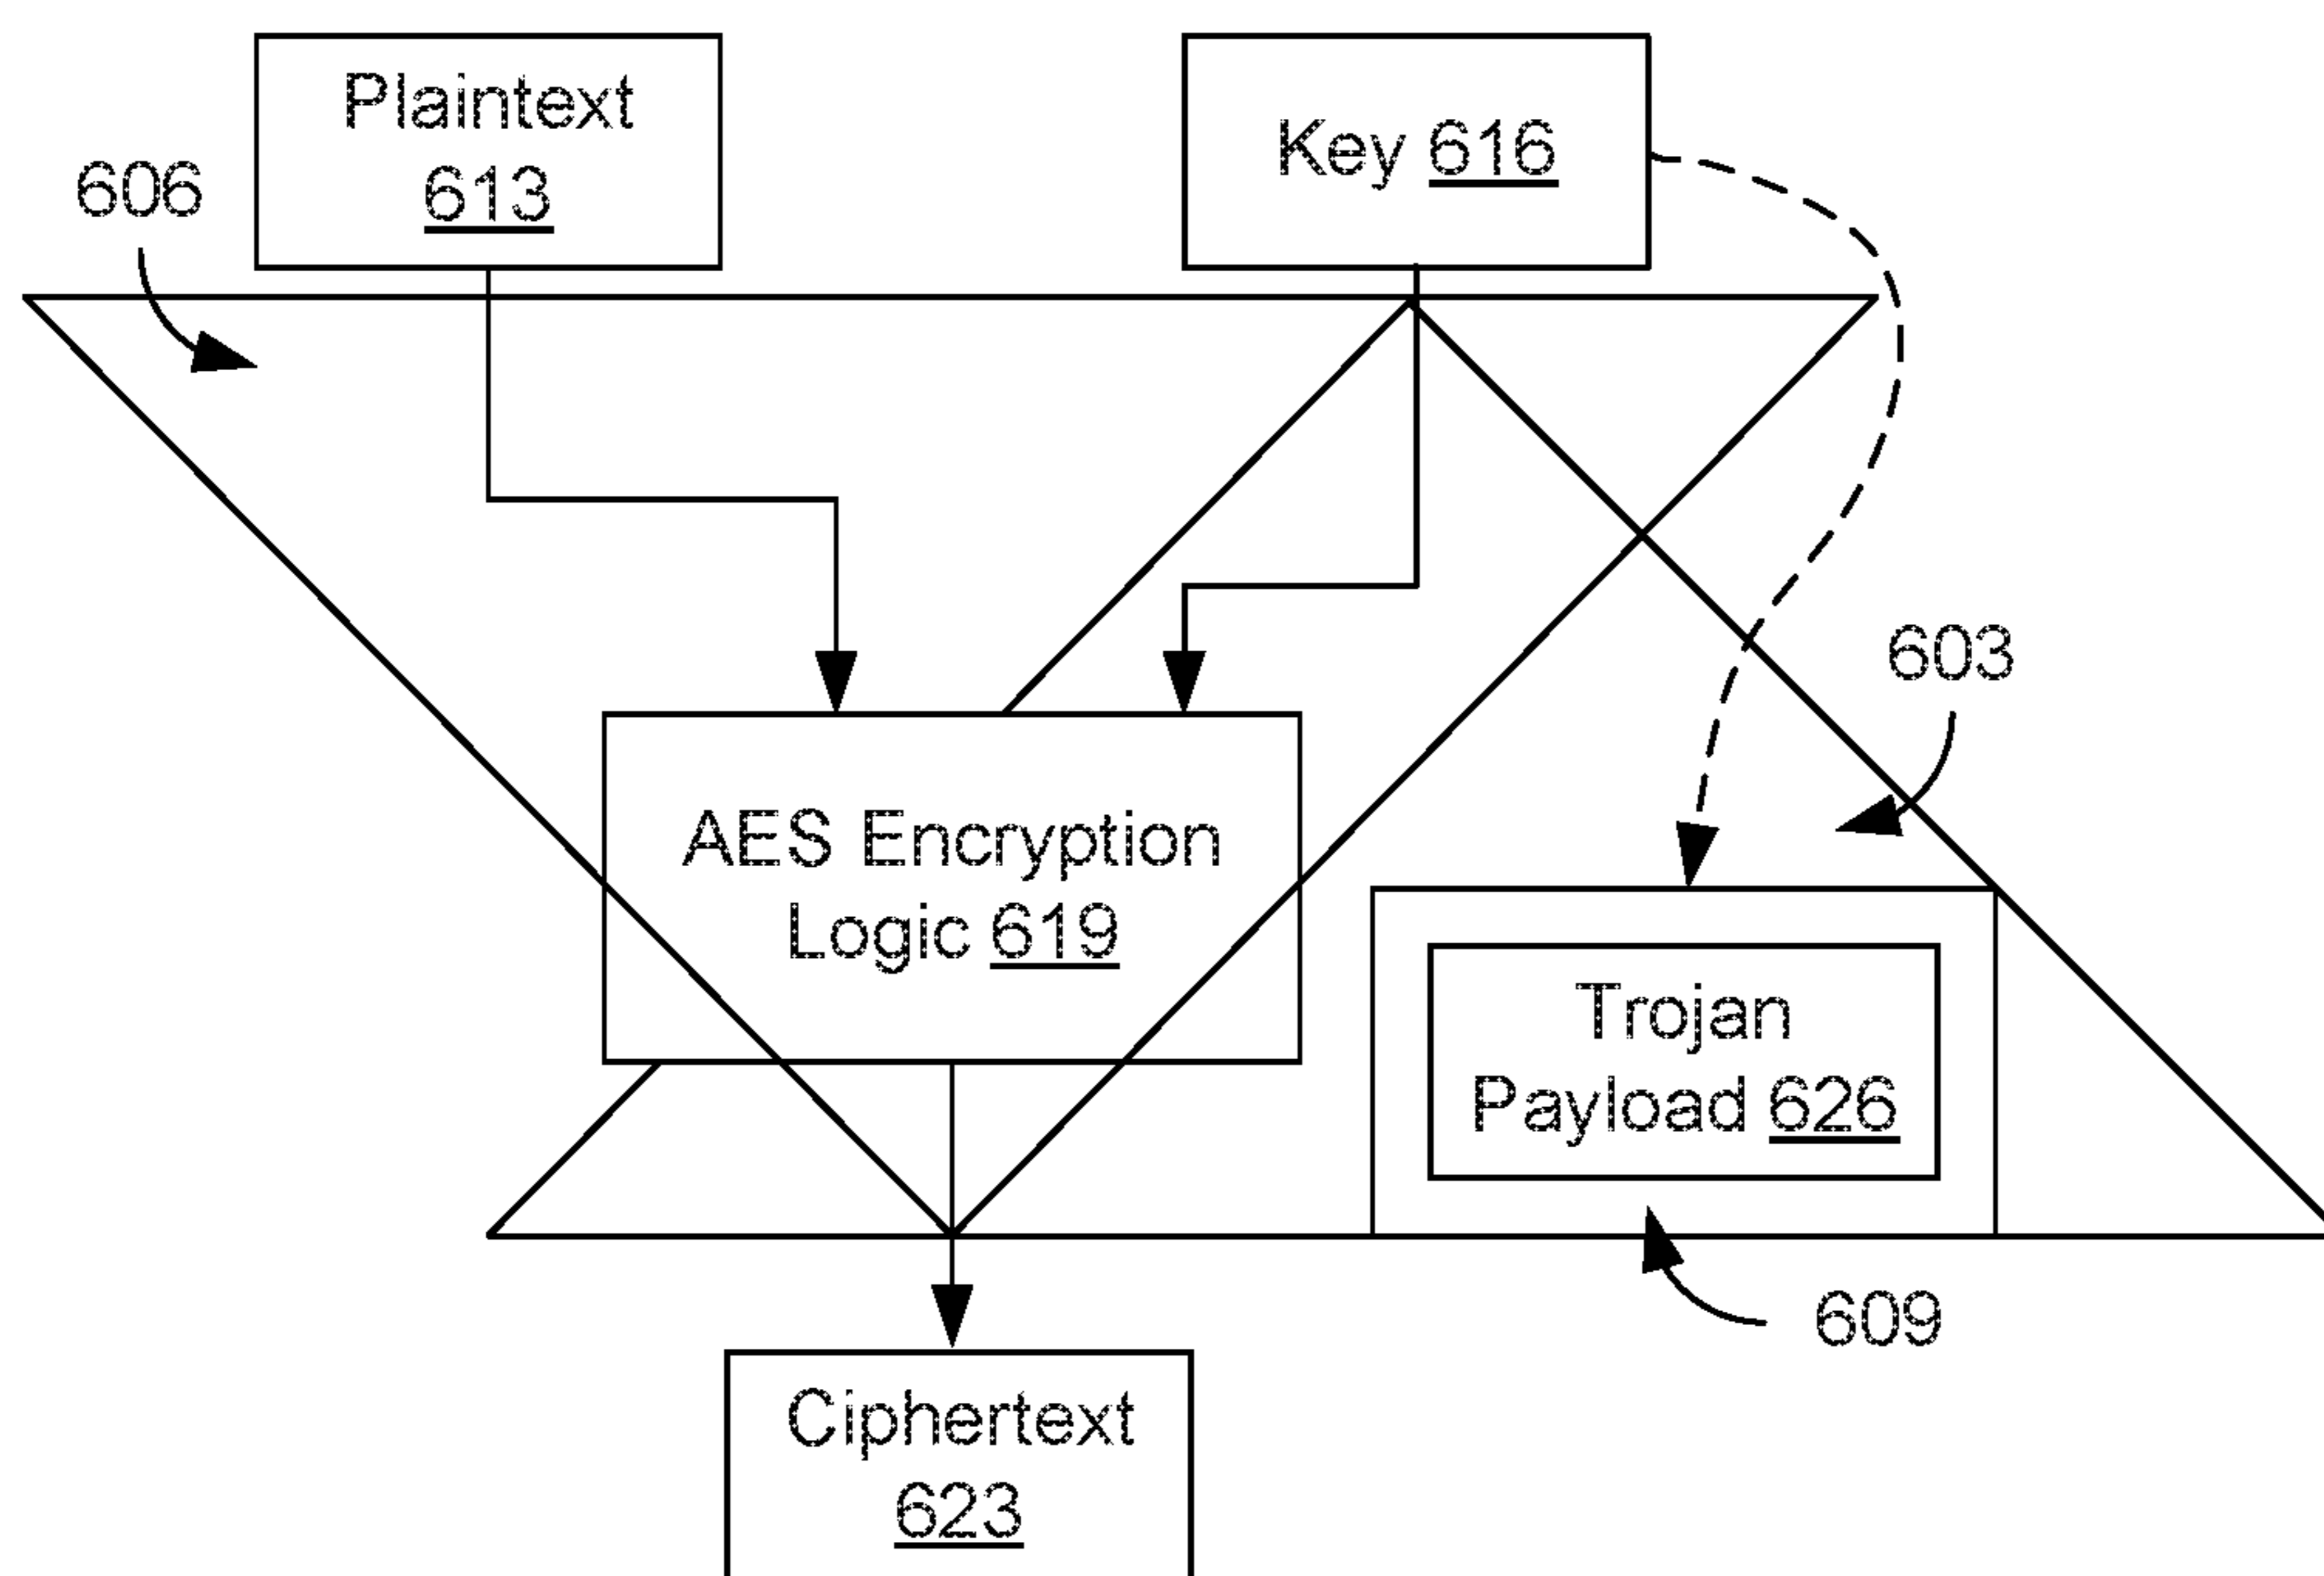 Plaintext
613
Key 616
606
603
AES Encryption
Logic 619
Trojan
Payload 626
609
Ciphertext
623